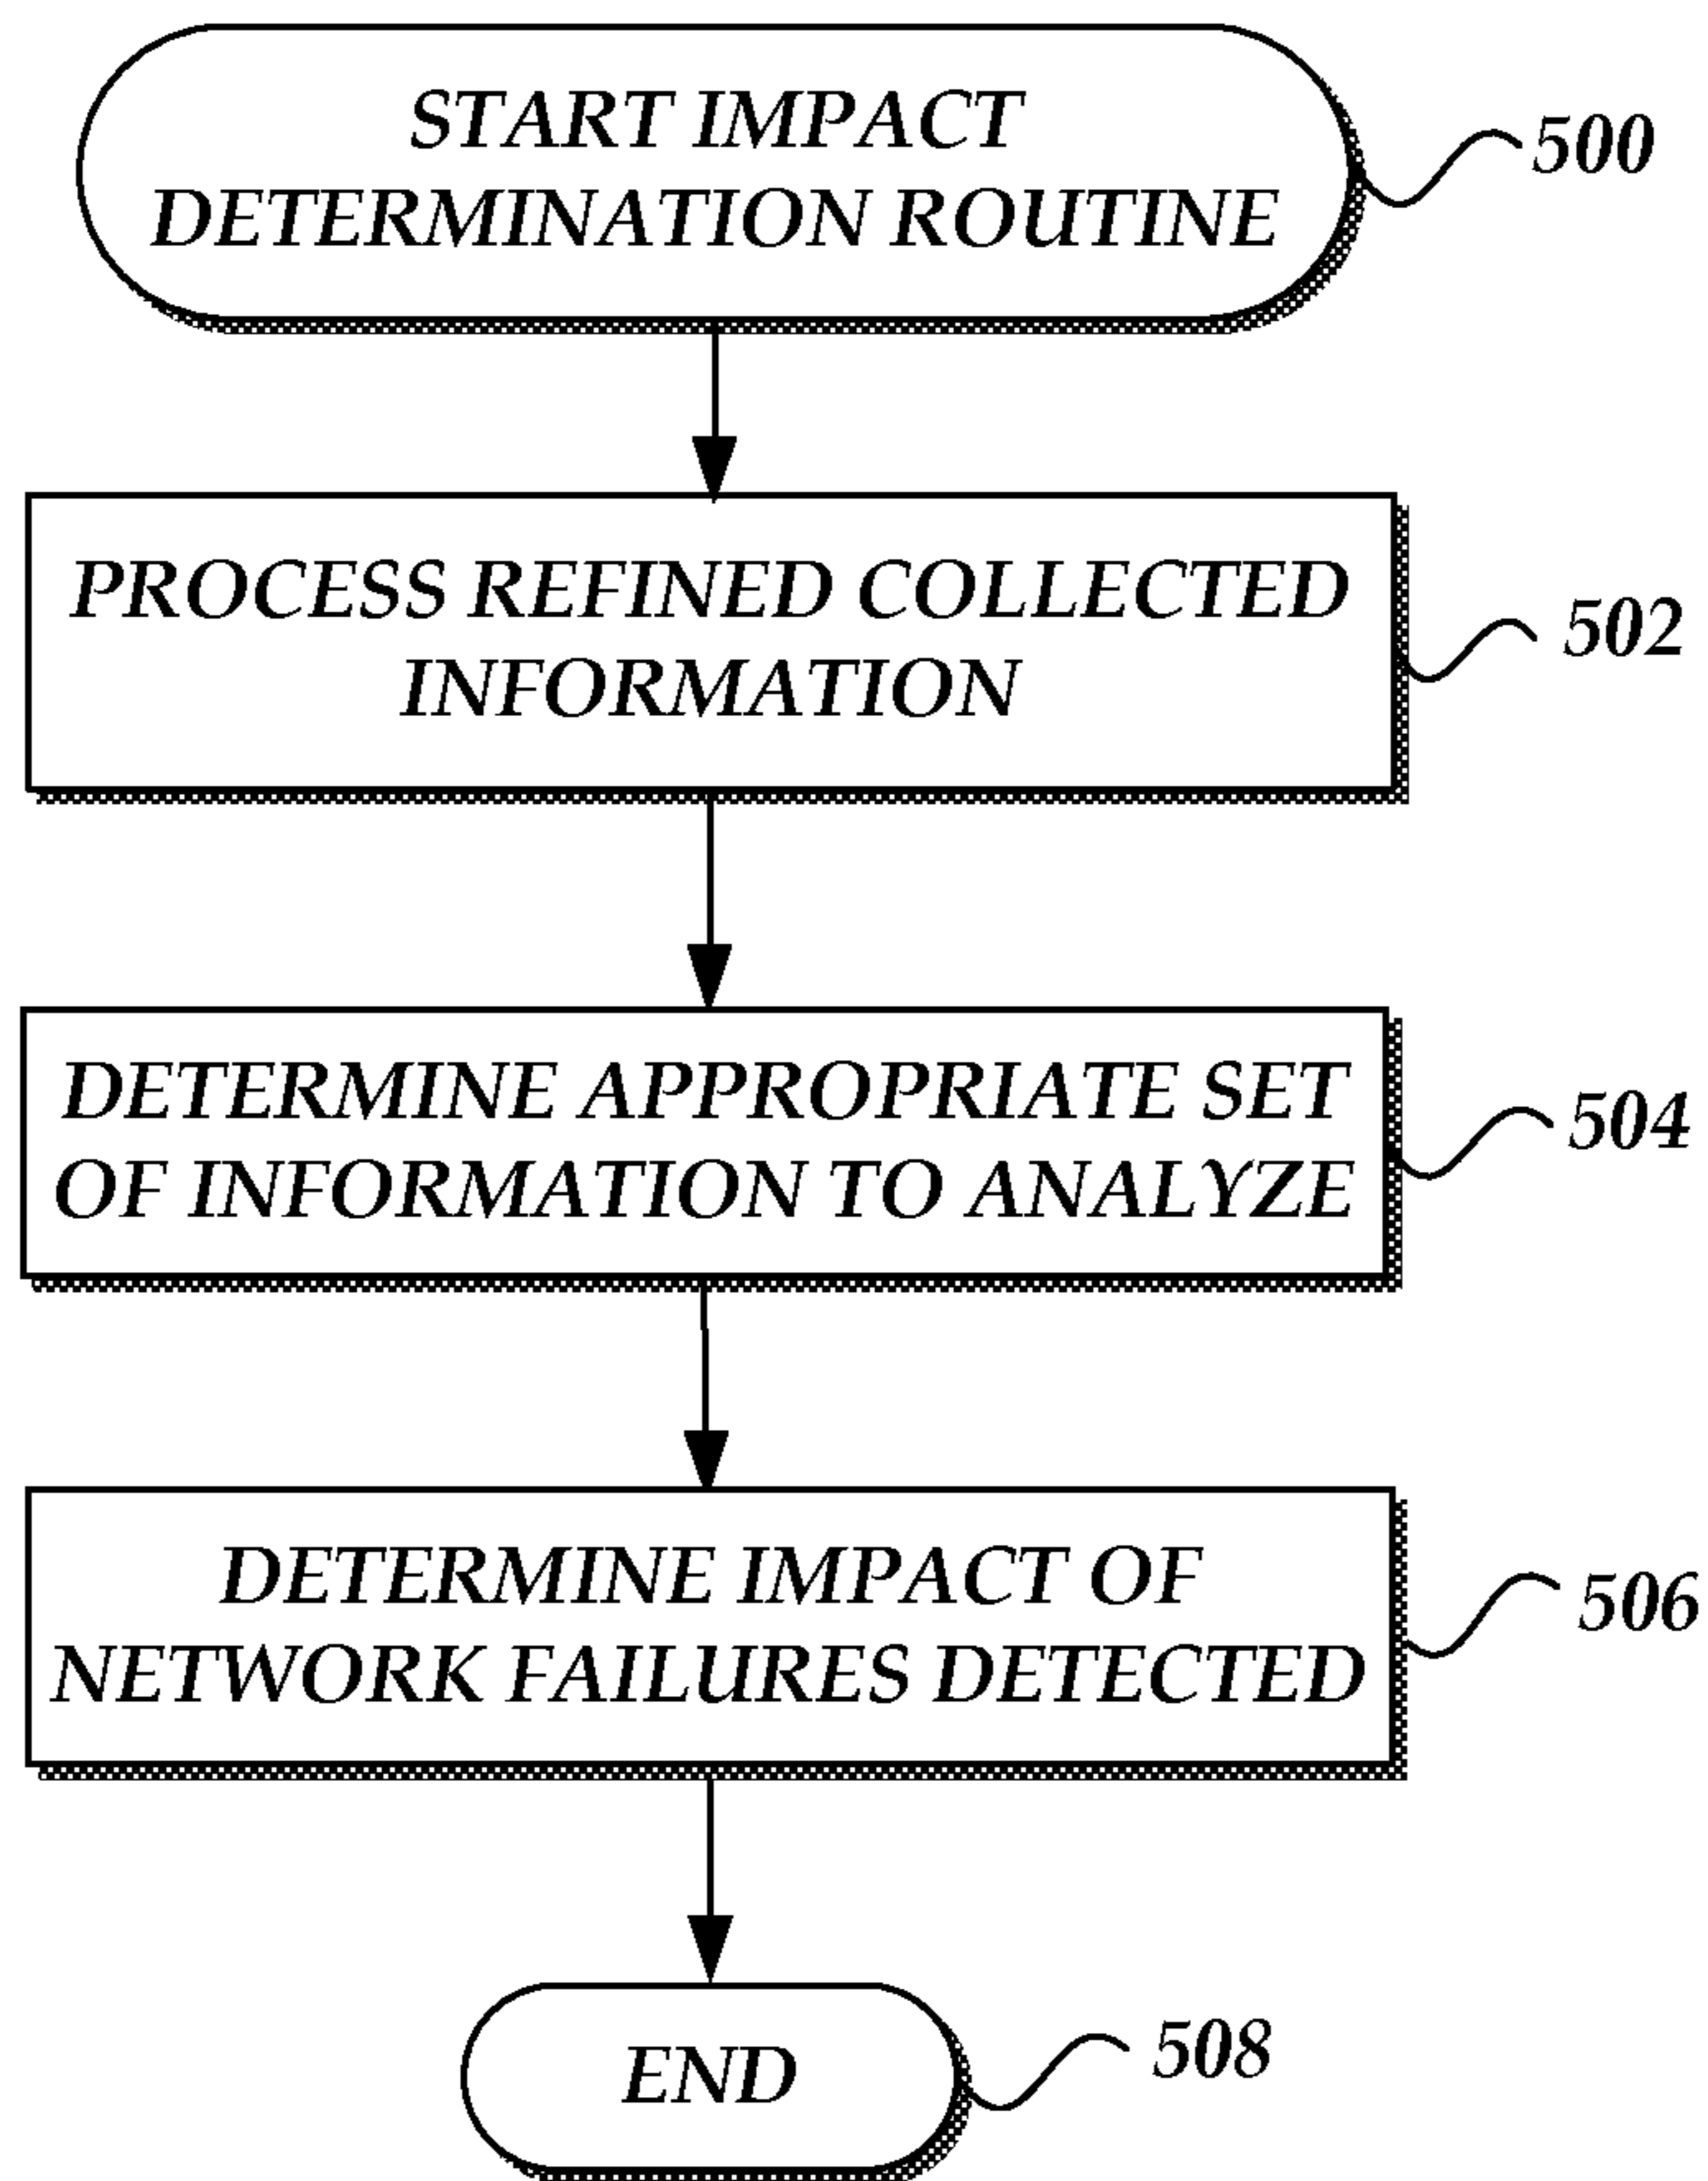 START IMPACT
DETERMINATION ROUTINE
500
PROCESS REFINED COLLECTED
INFORMATION
502
DETERMINE APPROPRIATE SET
OF INFORMATION TO ANALYZE
504
DETERMINE IMPACT OF
NETWORK FAILURES DETECTED
506
END
508